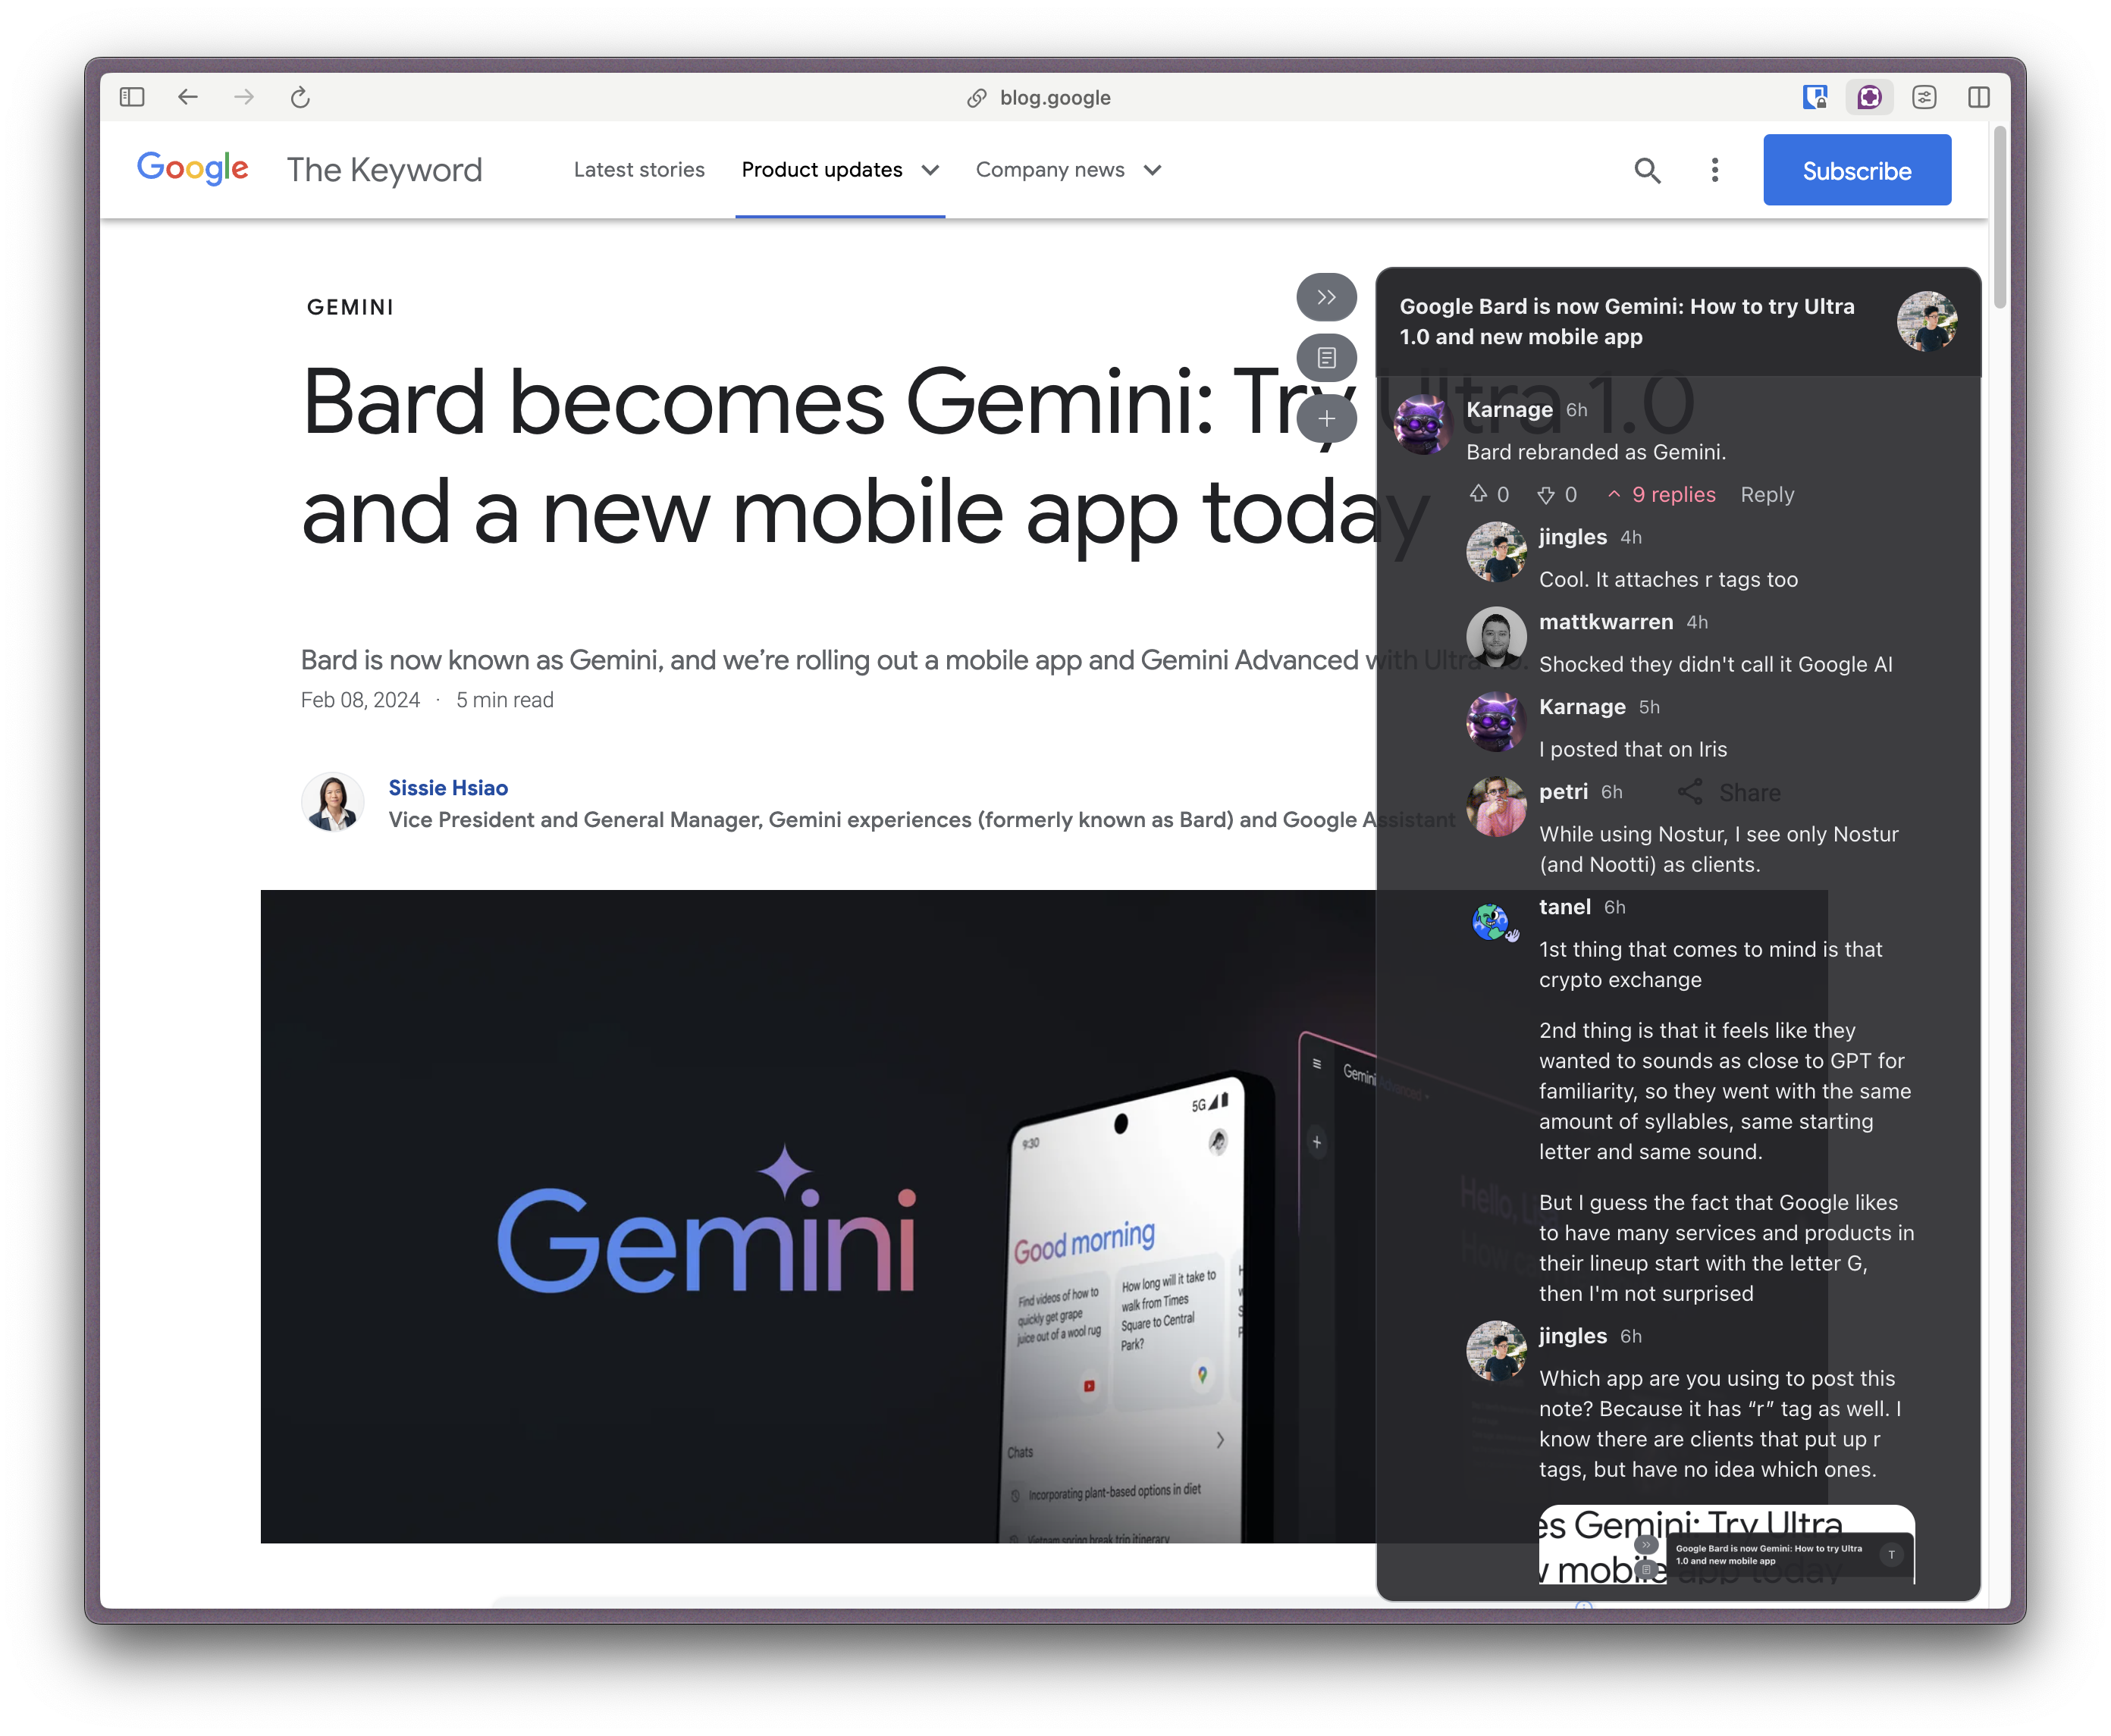 blog.google
Google The Keyword
Latest stories
Product updates
Company news
Subscribe
GEMINI
Bard becomes Gemini: Try Ultra 1.0
and a new mobile app today
Bard is now known as Gemini, and we’re rolling out a mobile app and Gemini Advanced with Ultra
Feb 08, 2024 · 5 min read
Sissie Hsiao
Vice President and General Manager, Gemini experiences (formerly known as Bard) and Google Assistant
Share
Gemini
9:30
5G
Good morning
Find videos of how to
quickly get grape
juice out of a wool rug
How long will it take to
walk from Times
Square to Central
Park?
Chats
Incorporating plant-based options in diet
Vietnam spring break trip itinerary
Gemini Advanced
Hello,
Google Bard is now Gemini: How to try Ultra
1.0 and new mobile app
Karnage 6h
Bard rebranded as Gemini.
0 0 9 replies Reply
jingles 4h
Cool. It attaches r tags too
mattkwarren 4h
Shocked they didn't call it Google AI
Karnage 5h
I posted that on Iris
petri 6h
While using Nostur, I see only Nostur
(and Nootti) as clients.
tanel 6h
1st thing that comes to mind is that
crypto exchange
2nd thing is that it feels like they
wanted to sounds as close to GPT for
familiarity, so they went with the same
amount of syllables, same starting
letter and same sound.
But I guess the fact that Google likes
to have many services and products in
their lineup start with the letter G,
then I'm not surprised
jingles 6h
Which app are you using to post this
note? Because it has “r” tag as well. I
know there are clients that put up r
tags, but have no idea which ones.
es Gemini: Try Ultra
mobile app today
Google Bard is now Gemini: How to try Ultra
1.0 and new mobile app
T